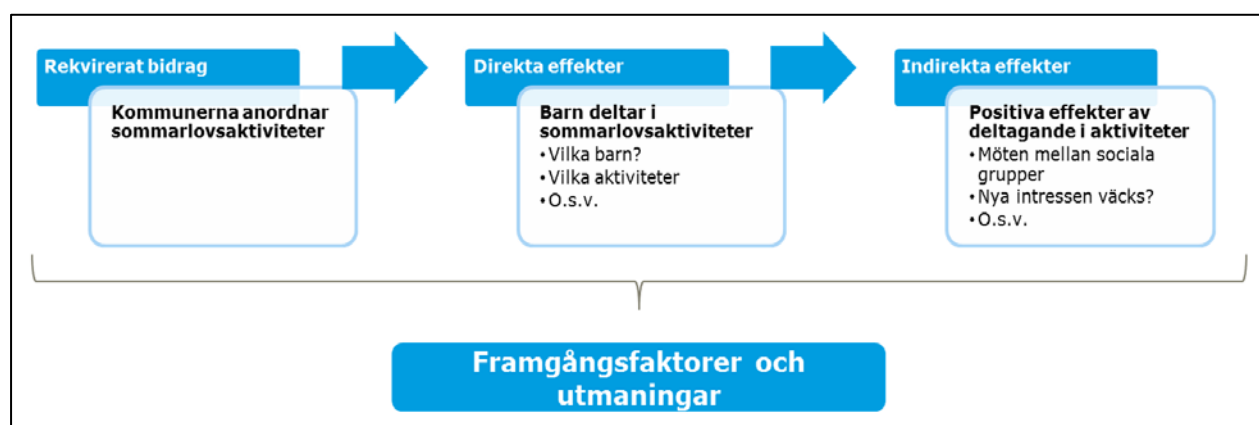 Rekvirerat bidrag
Kommunerna anordnar
sommarlovsaktiviteter
Direkta effekter
Barn deltar i
sommarlovsaktiviteter
•Vilka barn?
•Vilka aktiviteter
•O.s.v.
Indirekta effekter
Positiva effekter av
deltagande i aktiviteter
•Möten mellan sociala
grupper
•Nya intressen väcks?
•O.s.v.
Framgångsfaktorer och
utmaningar